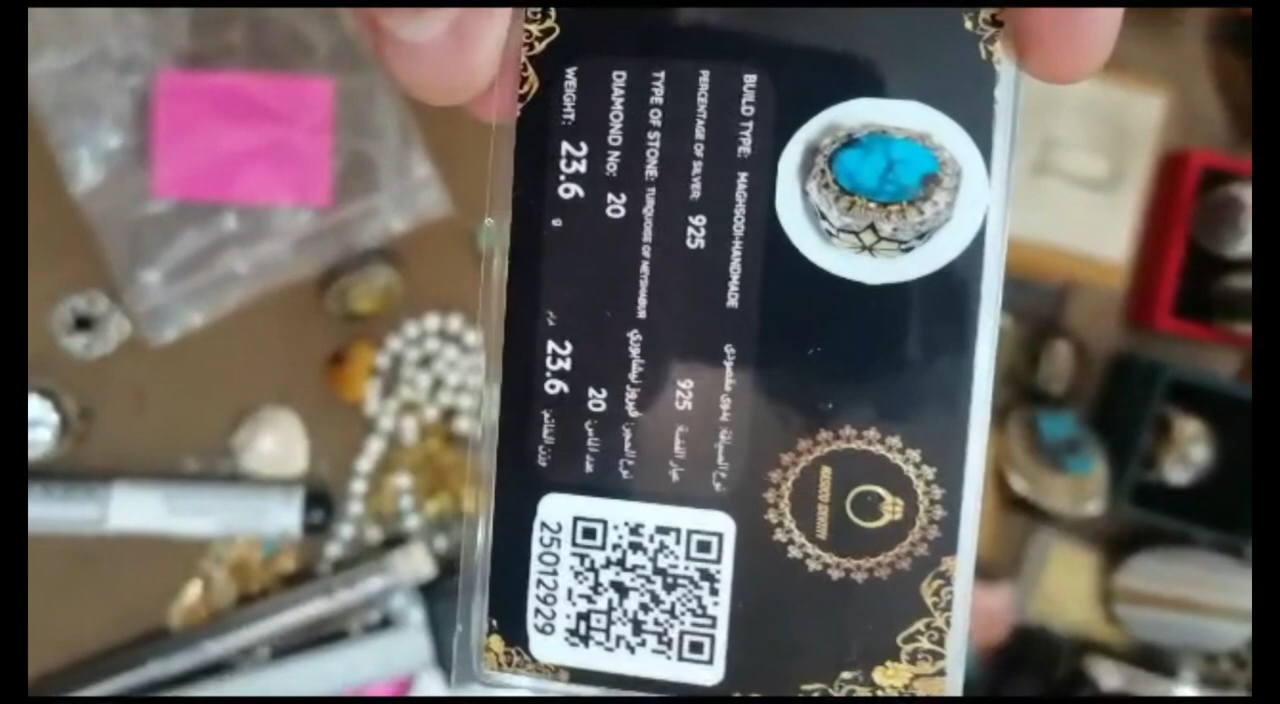 BUILD TYPE: MAGHSODI-HANDMADE
نوع الصياغة: يدوي مقصودي
PERCENTAGE OF SILVER: 925
عيار الفضة: 925
TYPE OF STONE: TURQUOISE OF NEYSHABUR
نوع الحجر: فيروز نيشابوري
DIAMOND No: 20
عدد الماس: 20
WEIGHT: 23.6 g
وزن الخاتم: 23.6 غرام
25012929